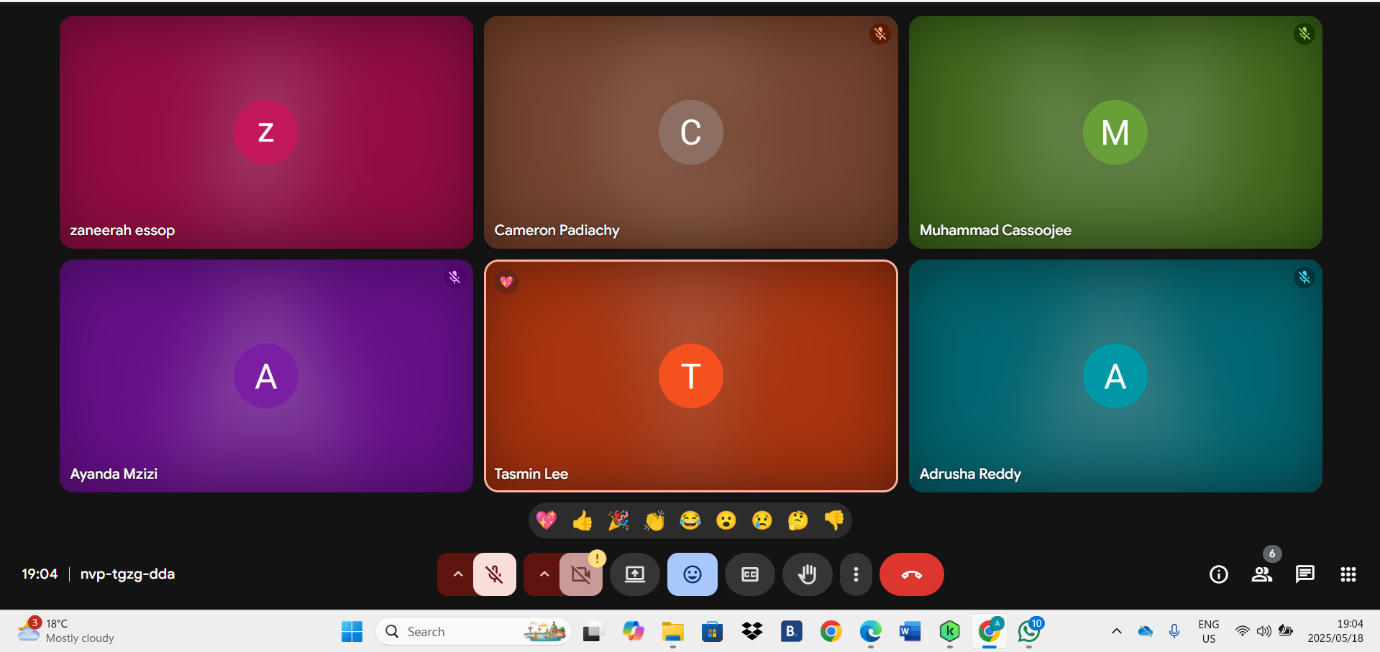 z
zaneerah essop
C
Cameron Padiachy
M
Muhammad Cassoojee
A
Ayanda Mzizi
T
Tasmin Lee
A
Adrusha Reddy
19:04 | nvp-tgzg-dda
!
CC
6
3
18°C
Mostly cloudy
Search
B.
W
k
A
10
ENG
US
19:04
2025/05/18